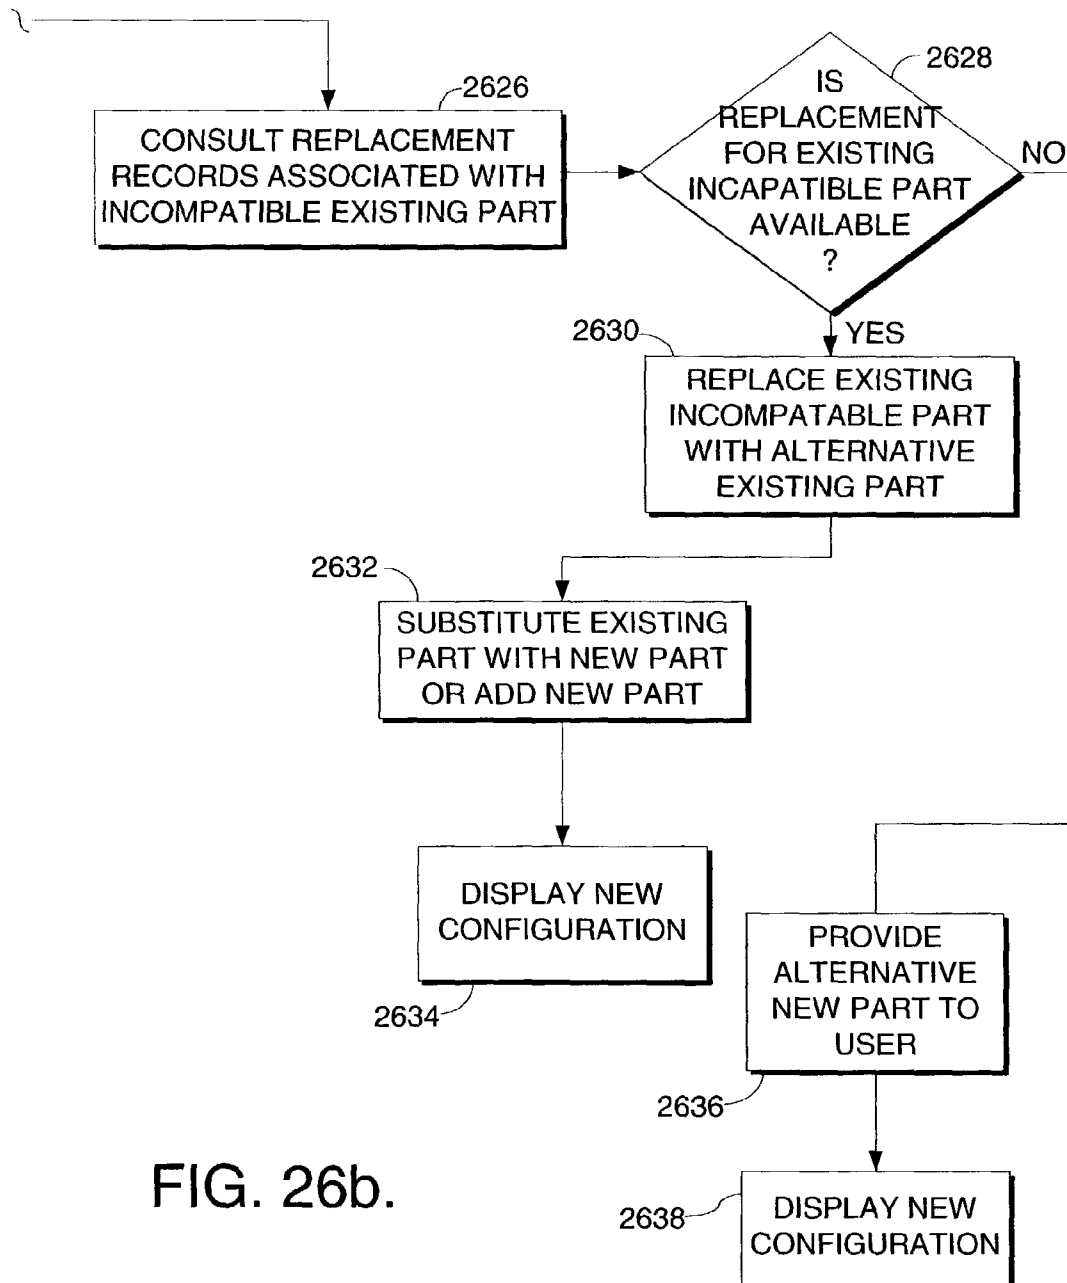 2626
CONSULT REPLACEMENT
RECORDS ASSOCIATED WITH
INCOMPATIBLE EXISTING PART
2628
IS
REPLACEMENT
FOR EXISTING
INCAPATIBLE PART
AVAILABLE
?
NO
YES
2630
REPLACE EXISTING
INCOMPATABLE PART
WITH ALTERNATIVE
EXISTING PART
2632
SUBSTITUTE EXISTING
PART WITH NEW PART
OR ADD NEW PART
DISPLAY NEW
CONFIGURATION
2634
PROVIDE
ALTERNATIVE
NEW PART TO
USER
2636
2638
DISPLAY NEW
CONFIGURATION
FIG. 26b.